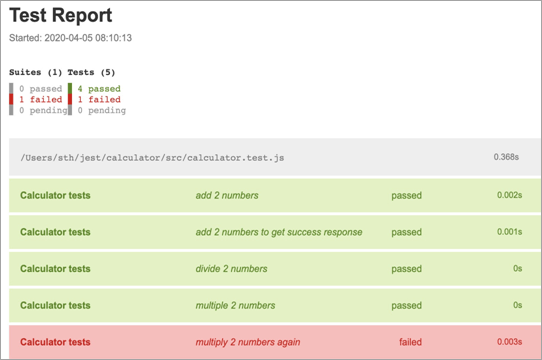 Test Report
Started: 2020-04-05 08:10:13
Suites (1) Tests (5)
0 passed 4 passed
1 failed 1 failed
0 pending 0 pending
/Users/sth/jest/calculator/src/calculator.test.js 0.368s
Calculator tests add 2 numbers passed 0.002s
Calculator tests add 2 numbers to get success response passed 0.001s
Calculator tests divide 2 numbers passed 0s
Calculator tests multiple 2 numbers passed 0s
Calculator tests multiply 2 numbers again failed 0.003s